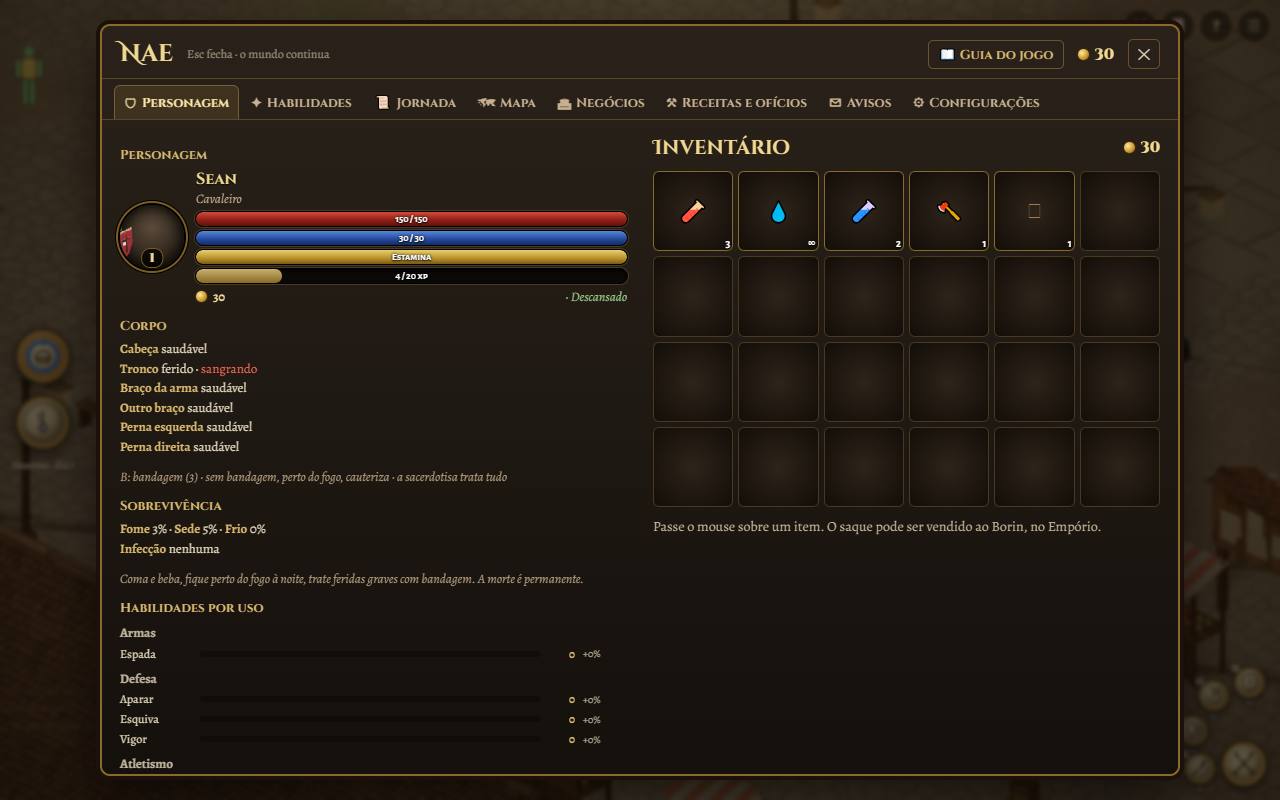 Nae
Esc fecha · o mundo continua
Guia do jogo
30
Personagem
Habilidades
Jornada
Mapa
Negócios
Receitas e ofícios
Avisos
Configurações
Personagem
Sean
Cavaleiro
150 / 150
30 / 30
Estamina
4 / 20 XP
1
30
· Descansado
Corpo
Cabeça saudável
Tronco ferido · sangrando
Braço da arma saudável
Outro braço saudável
Perna esquerda saudável
Perna direita saudável
B: bandagem (3) · sem bandagem, perto do fogo, cauteriza · a sacerdotisa trata tudo
Sobrevivência
Fome 3% · Sede 5% · Frio 0%
Infecção nenhuma
Coma e beba, fique perto do fogo à noite, trate feridas graves com bandagem. A morte é permanente.
Habilidades por uso
Armas
Espada 0 +0%
Defesa
Aparar 0 +0%
Esquiva 0 +0%
Vigor 0 +0%
Atletismo
Inventário
30
3
∞
2
1
1
Passe o mouse sobre um item. O saque pode ser vendido ao Borin, no Empório.